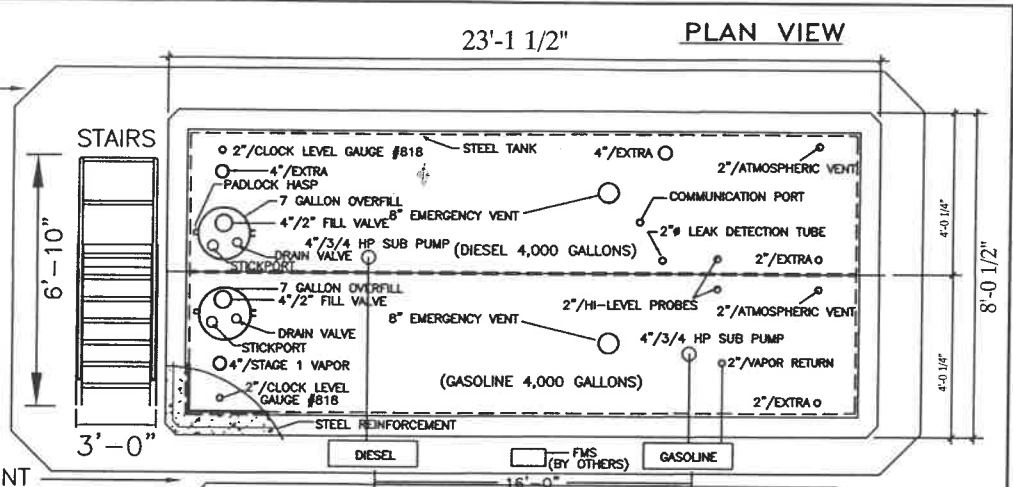 23'-1 1/2"
PLAN VIEW
STAIRS
2"/CLOCK LEVEL GAUGE #818
STEEL TANK
4"/EXTRA
2"/ATMOSPHERIC VENT
4"/EXTRA
PADLOCK HASP
7 GALLON OVERFILL
8" EMERGENCY VENT
COMMUNICATION PORT
4"/2" FILL VALVE
2"ø LEAK DETECTION TUBE
4"/3/4 HP SUB PUMP
(DIESEL 4,000 GALLONS)
DRAIN VALVE
STICKPORT
2"/EXTRA
4'-0 1/4"
6'-10"
8'-0 1/2"
7 GALLON OVERFILL
4"/2" FILL VALVE
2"/HI-LEVEL PROBES
2"/ATMOSPHERIC VENT
8" EMERGENCY VENT
DRAIN VALVE
STICKPORT
4"/3/4 HP SUB PUMP
4"/STAGE 1 VAPOR
2"/VAPOR RETURN
(GASOLINE 4,000 GALLONS)
4'-0 1/4"
2"/CLOCK LEVEL
GAUGE #818
2"/EXTRA
STEEL REINFORCEMENT
3'-0"
DIESEL
FMS
(BY OTHERS)
GASOLINE
NT
16'-0"